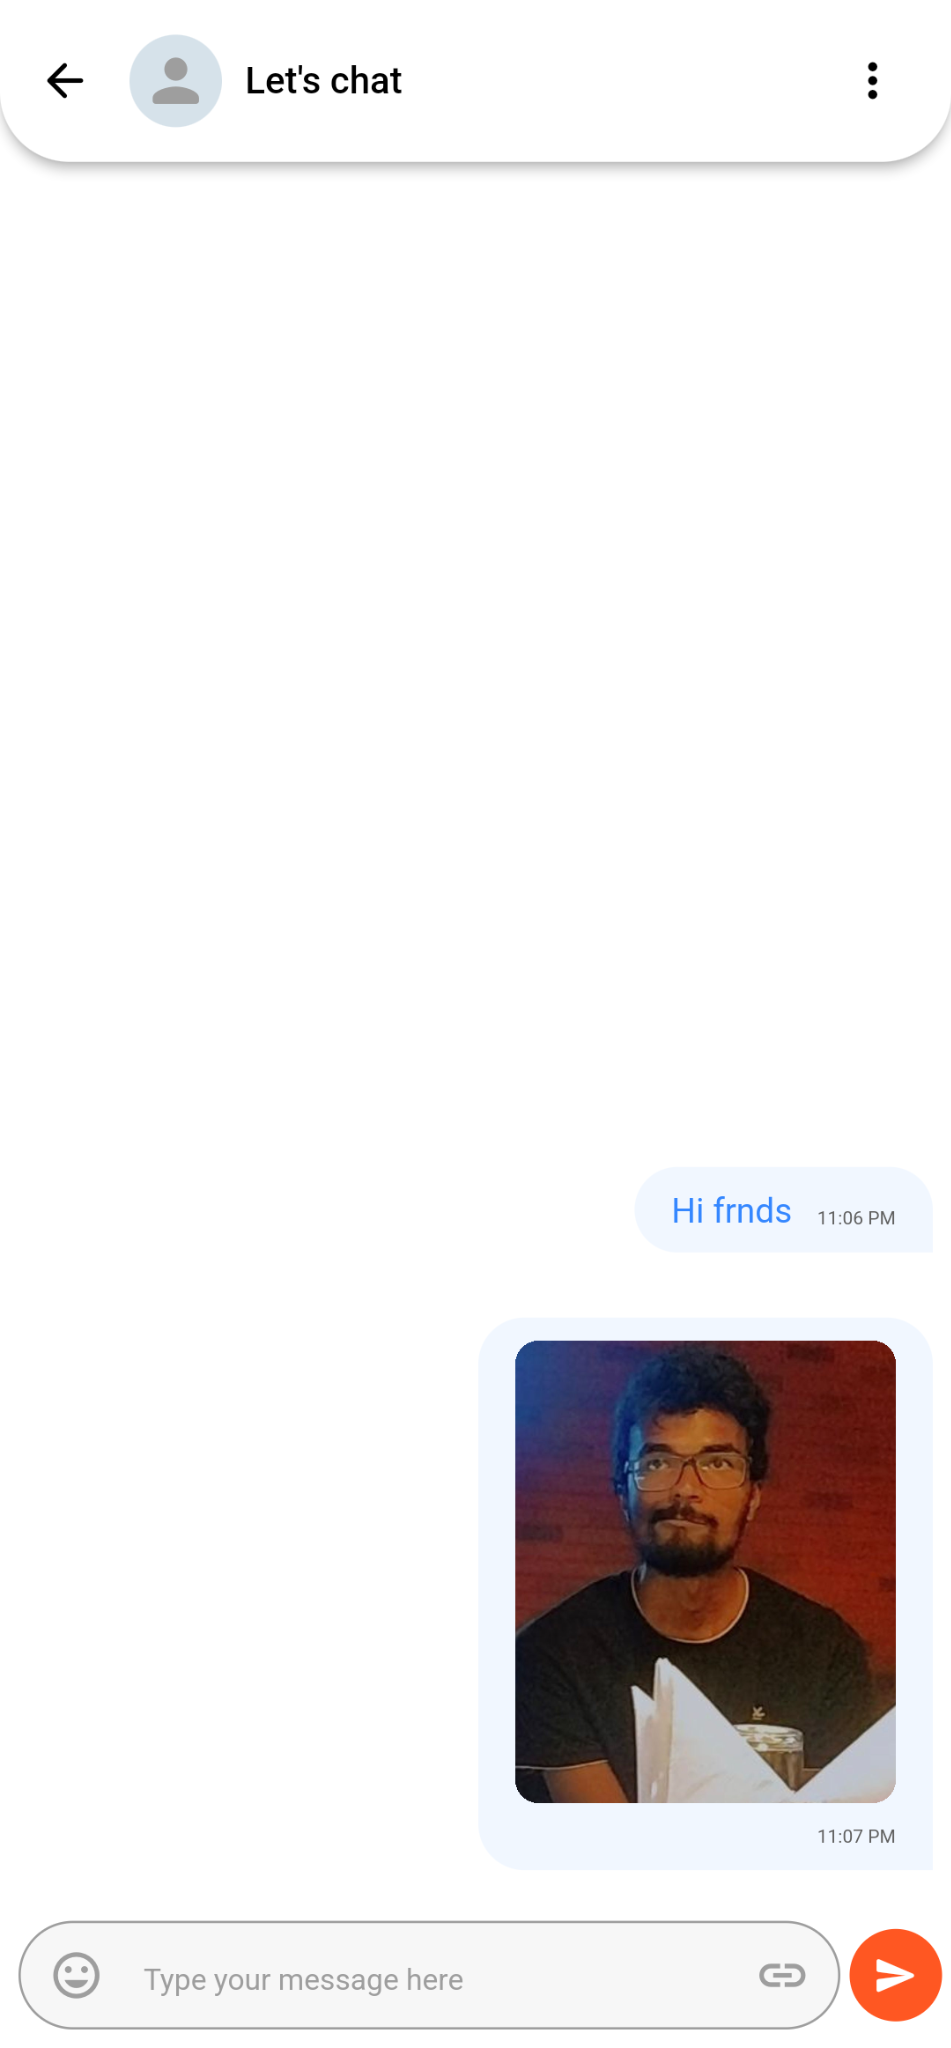 Let's chat
Hi frnds 11:06 PM
11:07 PM
Type your message here